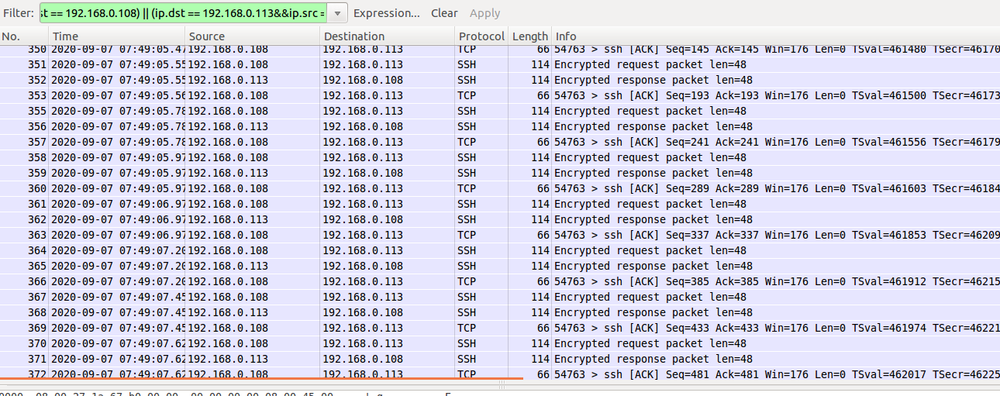 Filter: st == 192.168.0.108) || (ip.dst == 192.168.0.113&&ip.src = Expression... Clear Apply
No. Time Source Destination Protocol Length Info
350 2020-09-07 07:49:05.47 192.168.0.108 192.168.0.113 TCP 66 54763 > ssh [ACK] Seq=145 Ack=145 Win=176 Len=0 TSval=461480 TSecr=46170
351 2020-09-07 07:49:05.55 192.168.0.108 192.168.0.113 SSH 114 Encrypted request packet len=48
352 2020-09-07 07:49:05.55 192.168.0.113 192.168.0.108 SSH 114 Encrypted response packet len=48
353 2020-09-07 07:49:05.56 192.168.0.108 192.168.0.113 TCP 66 54763 > ssh [ACK] Seq=193 Ack=193 Win=176 Len=0 TSval=461500 TSecr=46173
355 2020-09-07 07:49:05.78 192.168.0.108 192.168.0.113 SSH 114 Encrypted request packet len=48
356 2020-09-07 07:49:05.78 192.168.0.113 192.168.0.108 SSH 114 Encrypted response packet len=48
357 2020-09-07 07:49:05.78 192.168.0.108 192.168.0.113 TCP 66 54763 > ssh [ACK] Seq=241 Ack=241 Win=176 Len=0 TSval=461556 TSecr=46179
358 2020-09-07 07:49:05.97 192.168.0.108 192.168.0.113 SSH 114 Encrypted request packet len=48
359 2020-09-07 07:49:05.97 192.168.0.113 192.168.0.108 SSH 114 Encrypted response packet len=48
360 2020-09-07 07:49:05.97 192.168.0.108 192.168.0.113 TCP 66 54763 > ssh [ACK] Seq=289 Ack=289 Win=176 Len=0 TSval=461603 TSecr=46184
361 2020-09-07 07:49:06.97 192.168.0.108 192.168.0.113 SSH 114 Encrypted request packet len=48
362 2020-09-07 07:49:06.97 192.168.0.113 192.168.0.108 SSH 114 Encrypted response packet len=48
363 2020-09-07 07:49:06.97 192.168.0.108 192.168.0.113 TCP 66 54763 > ssh [ACK] Seq=337 Ack=337 Win=176 Len=0 TSval=461853 TSecr=46209
364 2020-09-07 07:49:07.20 192.168.0.108 192.168.0.113 SSH 114 Encrypted request packet len=48
365 2020-09-07 07:49:07.20 192.168.0.113 192.168.0.108 SSH 114 Encrypted response packet len=48
366 2020-09-07 07:49:07.20 192.168.0.108 192.168.0.113 TCP 66 54763 > ssh [ACK] Seq=385 Ack=385 Win=176 Len=0 TSval=461912 TSecr=46215
367 2020-09-07 07:49:07.45 192.168.0.108 192.168.0.113 SSH 114 Encrypted request packet len=48
368 2020-09-07 07:49:07.45 192.168.0.113 192.168.0.108 SSH 114 Encrypted response packet len=48
369 2020-09-07 07:49:07.45 192.168.0.108 192.168.0.113 TCP 66 54763 > ssh [ACK] Seq=433 Ack=433 Win=176 Len=0 TSval=461974 TSecr=46221
370 2020-09-07 07:49:07.62 192.168.0.108 192.168.0.113 SSH 114 Encrypted request packet len=48
371 2020-09-07 07:49:07.62 192.168.0.113 192.168.0.108 SSH 114 Encrypted response packet len=48
372 2020-09-07 07:49:07.62 192.168.0.108 192.168.0.113 TCP 66 54763 > ssh [ACK] Seq=481 Ack=481 Win=176 Len=0 TSval=462017 TSecr=46225